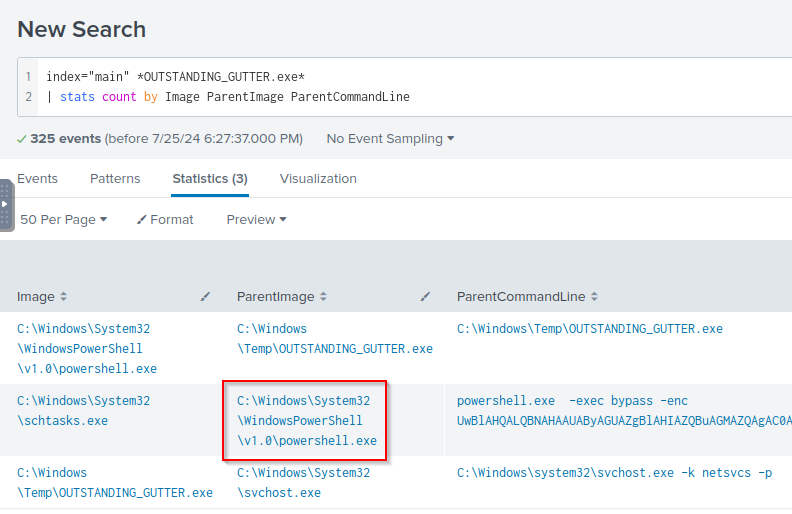 New Search
1 index="main" *OUTSTANDING_GUTTER.exe*
2 | stats count by Image ParentImage ParentCommandLine
325 events (before 7/25/24 6:27:37.000 PM) No Event Sampling
Events Patterns Statistics (3) Visualization
50 Per Page Format Preview
Image ParentImage ParentCommandLine
C:\Windows\System32
\WindowsPowerShell
\v1.0\powershell.exe
C:\Windows
\Temp\OUTSTANDING_GUTTER.exe
C:\Windows\Temp\OUTSTANDING_GUTTER.exe
C:\Windows\System32
\schtasks.exe
C:\Windows\System32
\WindowsPowerShell
\v1.0\powershell.exe
powershell.exe -exec bypass -enc
UwBlAHQALQBNAHAAUAByAGUAZgBlAHIAZQBuAGMAZQAgAC0A
C:\Windows
\Temp\OUTSTANDING_GUTTER.exe
C:\Windows\System32
\svchost.exe
C:\Windows\system32\svchost.exe -k netsvcs -p